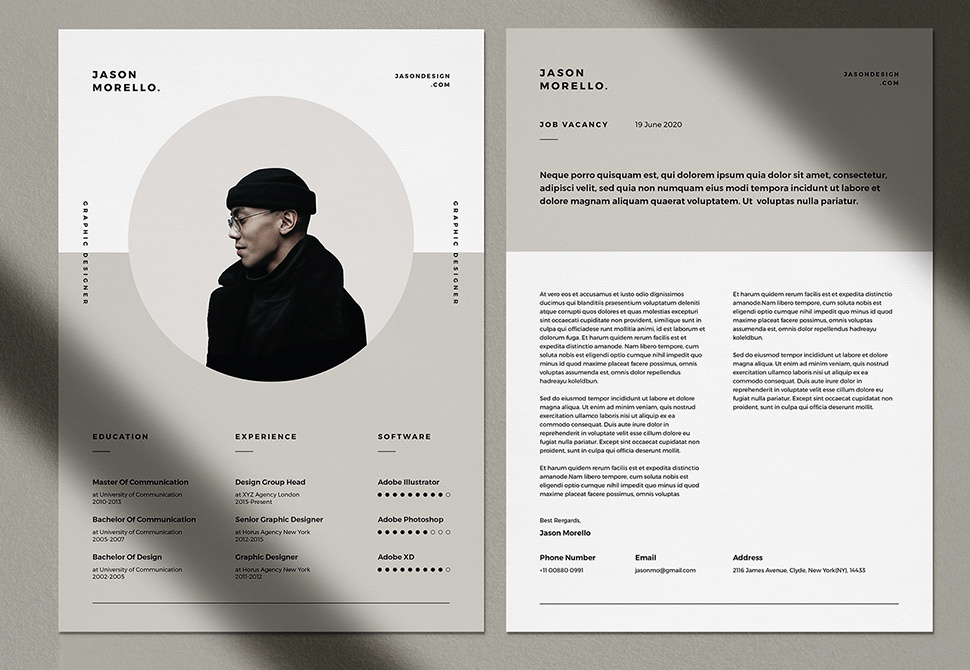 JASON
MORELLO.
JASONDESIGN
.COM
GRAPHIC DESIGNER
GRAPHIC DESIGNER
EDUCATION
Master Of Communication
at University of Communication
2010-2013
Bachelor Of Communication
at University of Communication
2005-2007
Bachelor Of Design
at University of Communication
2002-2005
EXPERIENCE
Design Group Head
at XYZ Agency London
2015-Present
Senior Graphic Designer
at Horus Agency New York
2012-2015
Graphic Designer
at Horus Agency New York
2011-2012
SOFTWARE
Adobe Illustrator
Adobe Photoshop
Adobe XD
JASON
MORELLO.
JASONDESIGN
.COM
JOB VACANCY
19 June 2020
Neque porro quisquam est, qui dolorem ipsum quia dolor sit amet, consectetur,
adipisci velit, sed quia non numquam eius modi tempora incidunt ut labore et
dolore magnam aliquam quaerat voluptatem. Ut voluptas nulla pariatur.
At vero eos et accusamus et iusto odio dignissimos
ducimus qui blanditiis praesentium voluptatum deleniti
atque corrupti quos dolores et quas molestias excepturi
sint occaecati cupiditate non provident, similique sunt in
culpa qui officiadese runt mollitia animi, id est laborum et
dolorum fuga. Et harum quidem rerum facilis est et
expedita distinctio amanode. Nam libero tempore, cum
soluta nobis est eligendi optio cumque nihil impedit quo
minus id quod maxime placeat facere possimus, omnis
voluptas assumenda est, omnis dolor repellendus
hadreayu koleldbun.
Sed do eiusmod tempor incididunt ut labore et dolore
magna aliqua. Ut enim ad minim veniam, quis nostrud
exercitation ullamco laboris nisi ut aliquip ex ea
commodo consequat. Duis aute irure dolor in
reprehenderit in voluptate velit esse cillum dolore eu
fugiat nulla pariatur. Except sint occaecat cupidatat non
proident, sunt in culpa qui officia deserunt mollit.
Et harum quidem rerum facilis est et expedita distinctio
amanode.Nam libero tempore, cum soluta nobis est
eligendi optio cumque nihil impedit quo minus id quod
maxime placeat facere possimus, omnis voluptas
Et harum quidem rerum facilis est et expedita distinctio
amanode.Nam libero tempore, cum soluta nobis est
eligendi optio cumque nihil impedit quo minus id quod
maxime placeat facere possimus, omnis voluptas
assumenda est, omnis dolor repellendus hadreayu
koleldbun.
Sed do eiusmod tempor incididunt ut labore et dolore
magna aliqua. Ut enim ad minim veniam, quis nostrud
exercitation ullamco laboris nisi ut aliquip ex ea
commodo consequat. Duis aute irure dolor in
reprehenderit in voluptate velit esse cillum dolore eu
fugiat nulla pariatur. Except sint occaecat cupidatat non
proident, sunt in culpa qui officia deserunt mollit.
Best Rergards,
Jason Morello
Phone Number
+11 00880 0991
Email
jasonmo@gmail.com
Address
2116 James Avenue, Clyde, New York(NY), 14433